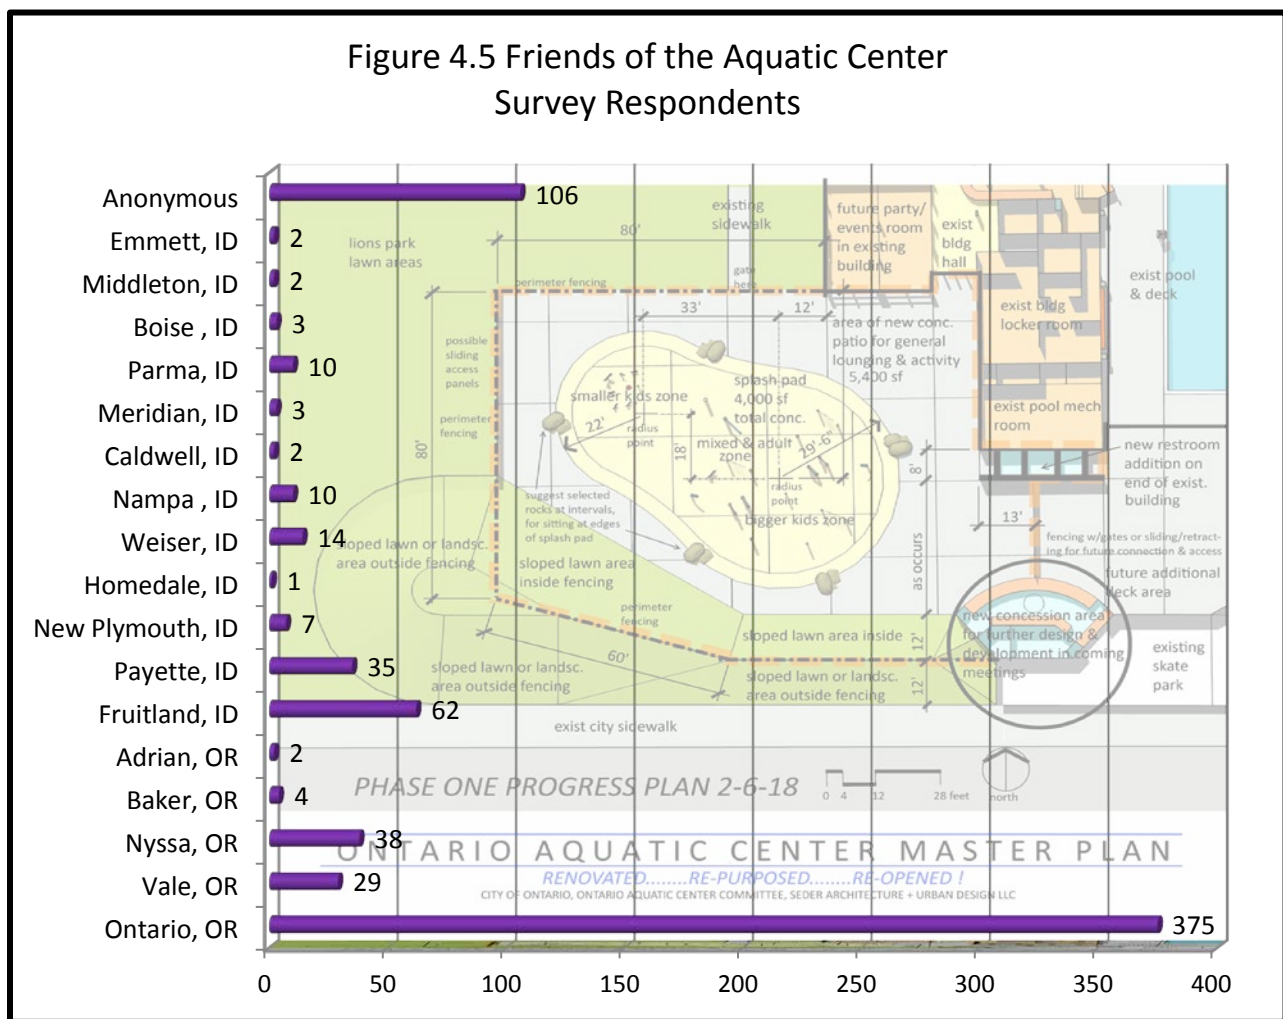 Figure 4.5 Friends of the Aquatic Center
Survey Respondents
Anonymous
106
Emmett, ID
2
Middleton, ID
2
Boise , ID
3
Parma, ID
10
Meridian, ID
3
Caldwell, ID
2
Nampa , ID
10
Weiser, ID
14
Homedale, ID
1
New Plymouth, ID
7
Payette, ID
35
Fruitland, ID
62
Adrian, OR
2
Baker, OR
4
Nyssa, OR
38
Vale, OR
29
Ontario, OR
375
0 50 100 150 200 250 300 350 400
lions park
lawn areas
existing
sidewalk
80'
gate
here
perimeter fencing
future party/
events room
in existing
building
exist
bldg
hall
exist pool
& deck
exist bldg
locker room
33'
12'
area of new conc.
patio for general
lounging & activity
5,400 sf
possible
sliding
access
panels
perimeter
fencing
80'
smaller kids zone
22'
radius
point
splash pad
4,000 sf
total conc.
18'
mixed & adult
zone
29'-6"
radius
point
bigger kids zone
exist pool mech
room
8'
new restroom
addition on
end of exist.
building
13'
suggest selected
rocks at intervals,
for sitting at edges
of splash pad
fencing w/gates or sliding/retract-
ing for future connection & access
sloped lawn or landsc.
area outside fencing
sloped lawn area
inside fencing
as occurs
future additional
deck area
perimeter
fencing
new concession area
for further design &
development in coming
meetings
sloped lawn area inside
12'
60'
sloped lawn or landsc.
area outside fencing
sloped lawn or landsc.
area outside fencing
12'
existing
skate
park
exist city sidewalk
PHASE ONE PROGRESS PLAN 2-6-18
0 4 12 28 feet
north
ONTARIO AQUATIC CENTER MASTER PLAN
RENOVATED........RE-PURPOSED........RE-OPENED !
CITY OF ONTARIO, ONTARIO AQUATIC CENTER COMMITTEE, SEDER ARCHITECTURE + URBAN DESIGN LLC